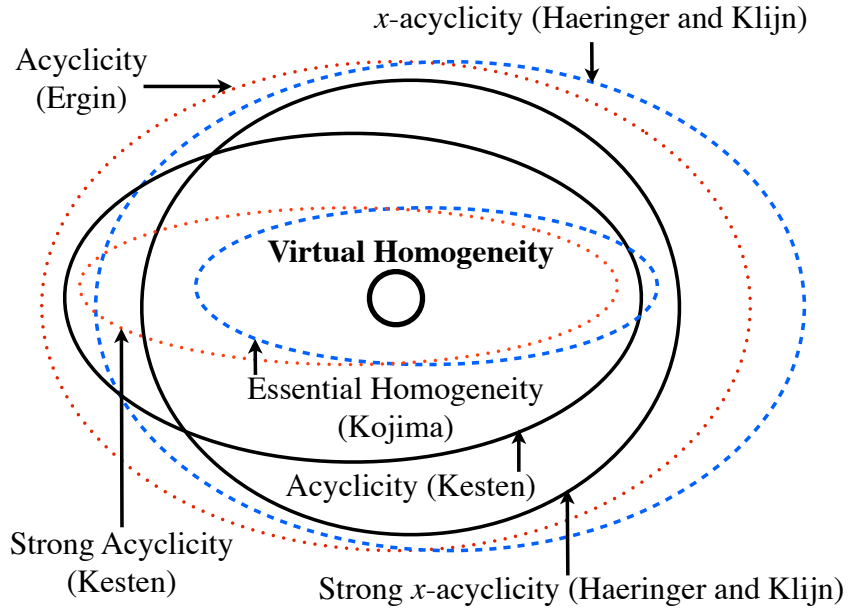 x-acyclicity (Haeringer and Klijn)
Acyclicity
(Ergin)
Virtual Homogeneity
Essential Homogeneity
(Kojima)
Acyclicity (Kesten)
Strong Acyclicity
(Kesten)
Strong x-acyclicity (Haeringer and Klijn)